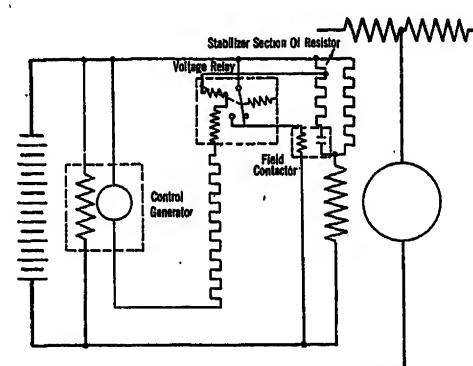 Stabilizer Section Of Resistor
Voltage Relay
Field
Contactor
Control
Generator